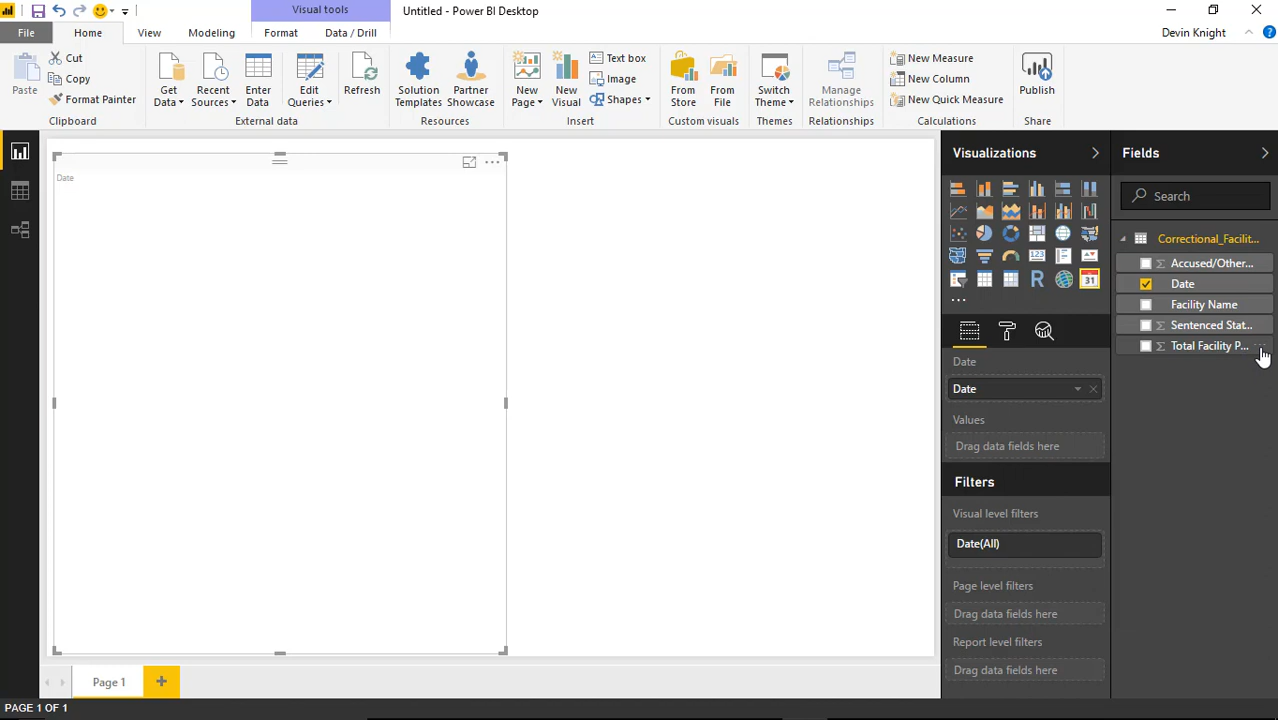 Visual tools
Untitled - Power BI Desktop
File
Home
View
Modeling
Format
Data / Drill
Devin Knight
Paste
Cut
Copy
Format Painter
Clipboard
Get Data
Recent Sources
Enter Data
Edit Queries
Refresh
External data
Solution Templates
Partner Showcase
Resources
New Page
New Visual
Text box
Image
Shapes
Insert
From Store
From File
Custom visuals
Switch Theme
Themes
Manage Relationships
Relationships
New Measure
New Column
New Quick Measure
Calculations
Publish
Share
Date
Visualizations
R
123
31
Date
Date
Values
Drag data fields here
Filters
Visual level filters
Date(All)
Page level filters
Drag data fields here
Report level filters
Drag data fields here
Fields
Search
Correctional_Facilit...
Σ Accused/Other...
Date
Facility Name
Σ Sentenced Stat...
Σ Total Facility P...
Page 1
PAGE 1 OF 1